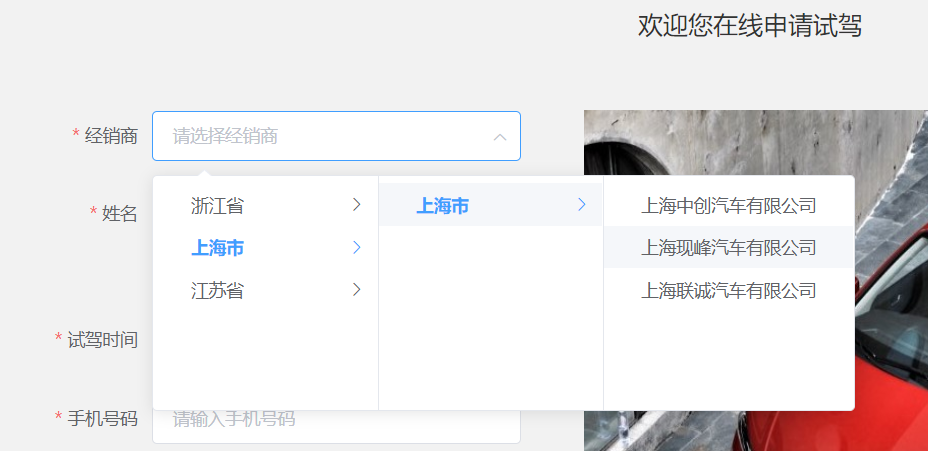 欢迎您在线申请试驾
* 经销商
请选择经销商
* 姓名
浙江省
上海市
江苏省
上海市
上海中创汽车有限公司
上海现峰汽车有限公司
上海联诚汽车有限公司
* 试驾时间
* 手机号码
请输入手机号码